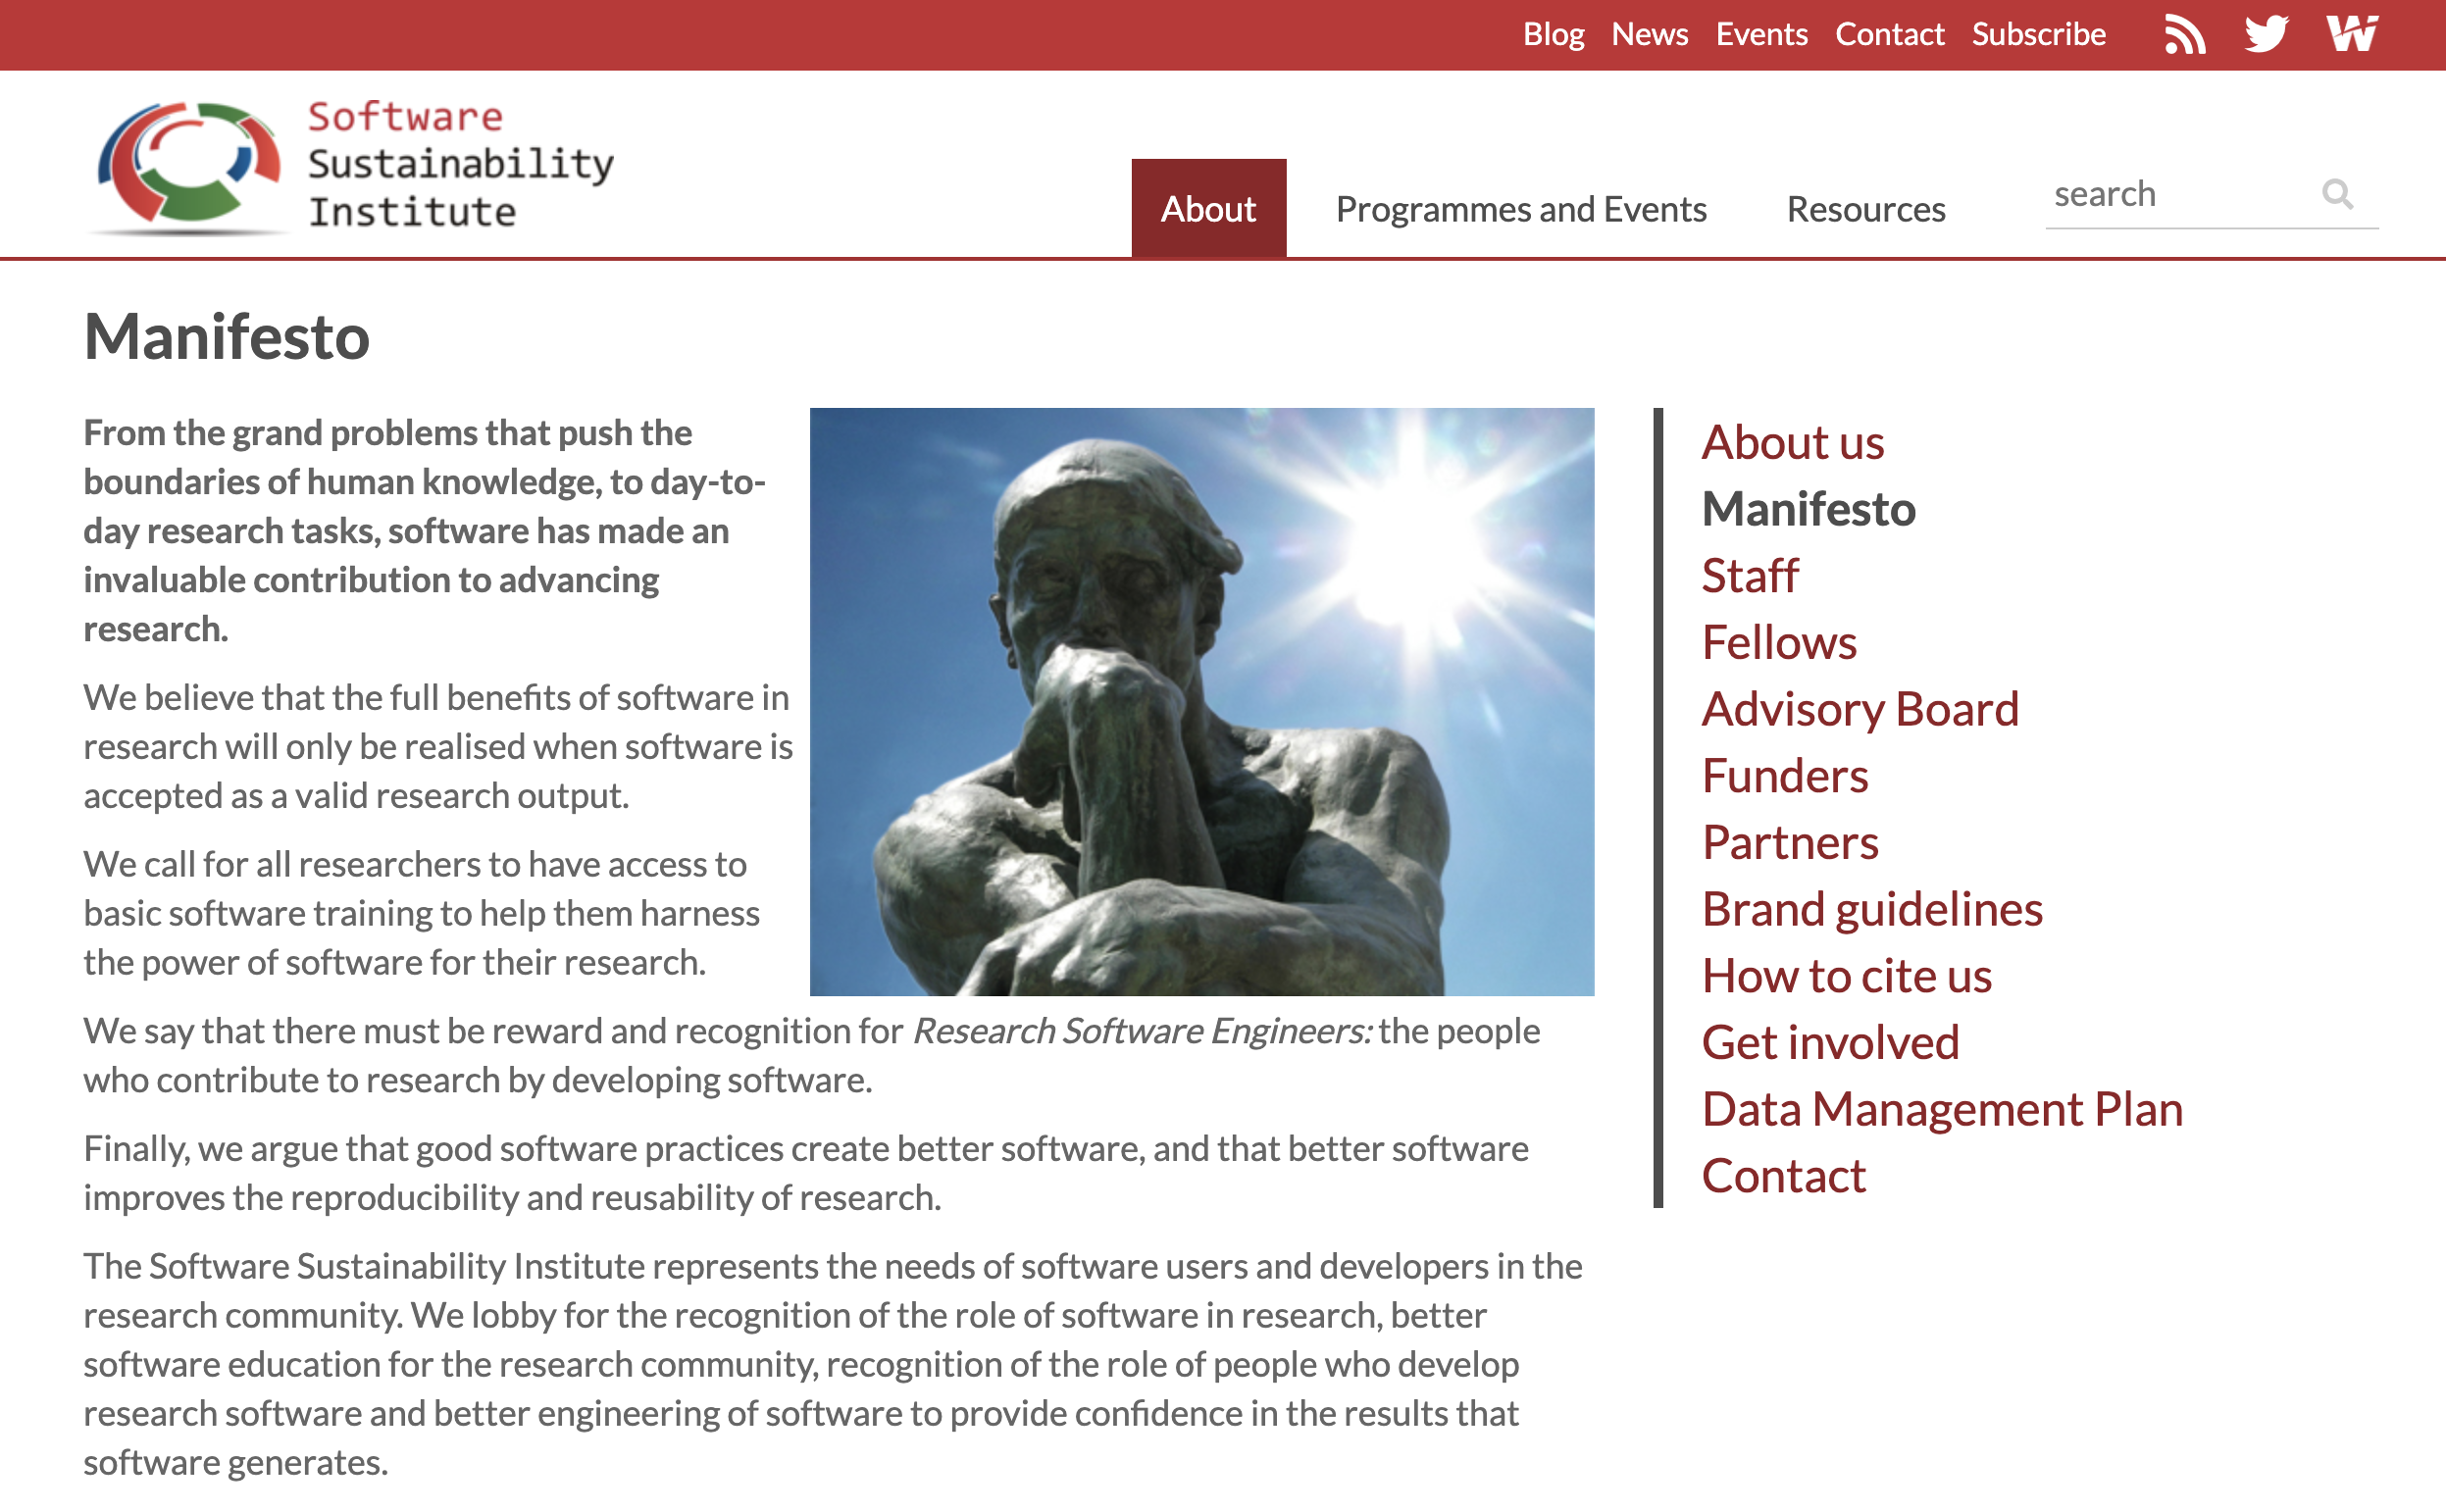 Blog News Events Contact Subscribe
Software
Sustainability
Institute
About Programmes and Events Resources search
Manifesto
From the grand problems that push the
boundaries of human knowledge, to day-to-
day research tasks, software has made an
invaluable contribution to advancing
research.
We believe that the full benefits of software in
research will only be realised when software is
accepted as a valid research output.
We call for all researchers to have access to
basic software training to help them harness
the power of software for their research.
We say that there must be reward and recognition for Research Software Engineers: the people
who contribute to research by developing software.
Finally, we argue that good software practices create better software, and that better software
improves the reproducibility and reusability of research.
The Software Sustainability Institute represents the needs of software users and developers in the
research community. We lobby for the recognition of the role of software in research, better
software education for the research community, recognition of the role of people who develop
research software and better engineering of software to provide confidence in the results that
software generates.
About us
Manifesto
Staff
Fellows
Advisory Board
Funders
Partners
Brand guidelines
How to cite us
Get involved
Data Management Plan
Contact